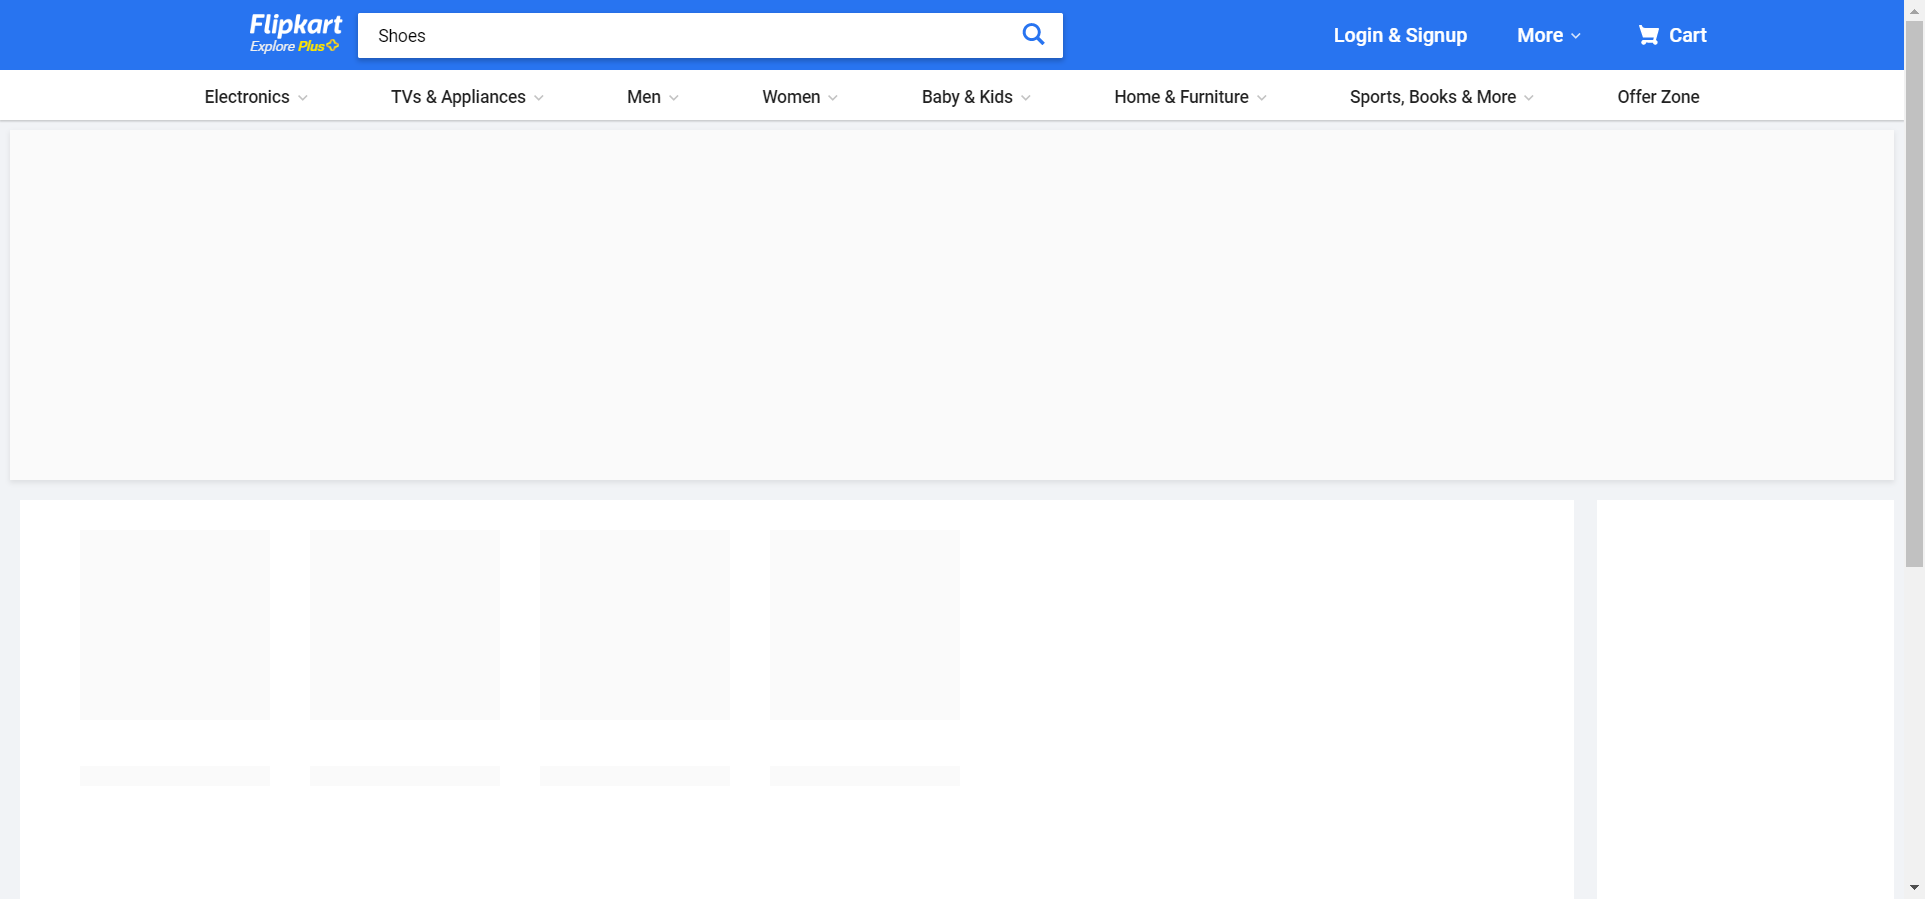 Flipkart
Explore Plus
Shoes
Login & Signup
More
Cart
Electronics
TVs & Appliances
Men
Women
Baby & Kids
Home & Furniture
Sports, Books & More
Offer Zone